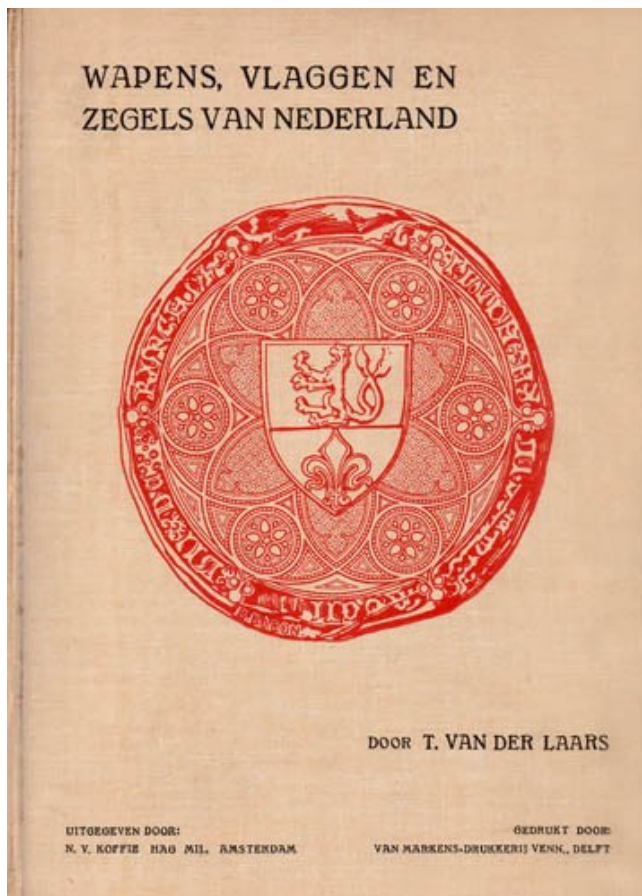 WAPENS, VLAGGEN EN
ZEGELS VAN NEDERLAND
DOOR T. VAN DER LAARS
UITGEGEVEN DOOR:
N. V. KOFFIE HAG MIJ., AMSTERDAM
GEDRUKT DOOR:
VAN MARKENS-DRUKKERIJ VENN., DELFT